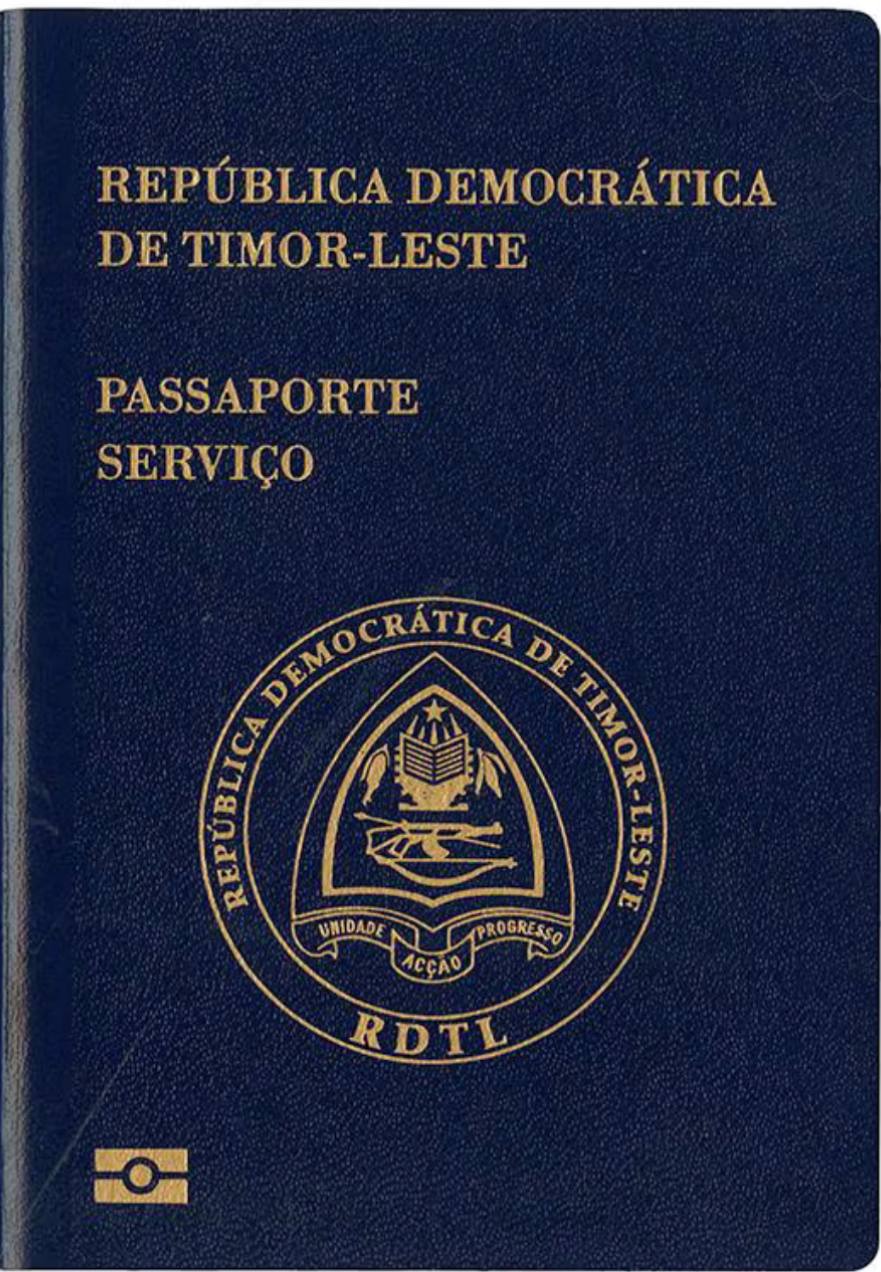 REPÚBLICA DEMOCRÁTICA
DE TIMOR-LESTE
PASSAPORTE
SERVIÇO
REPÚBLICA DEMOCRÁTICA DE TIMOR-LESTE
UNIDADE
ACÇÃO
PROGRESSO
RDTL